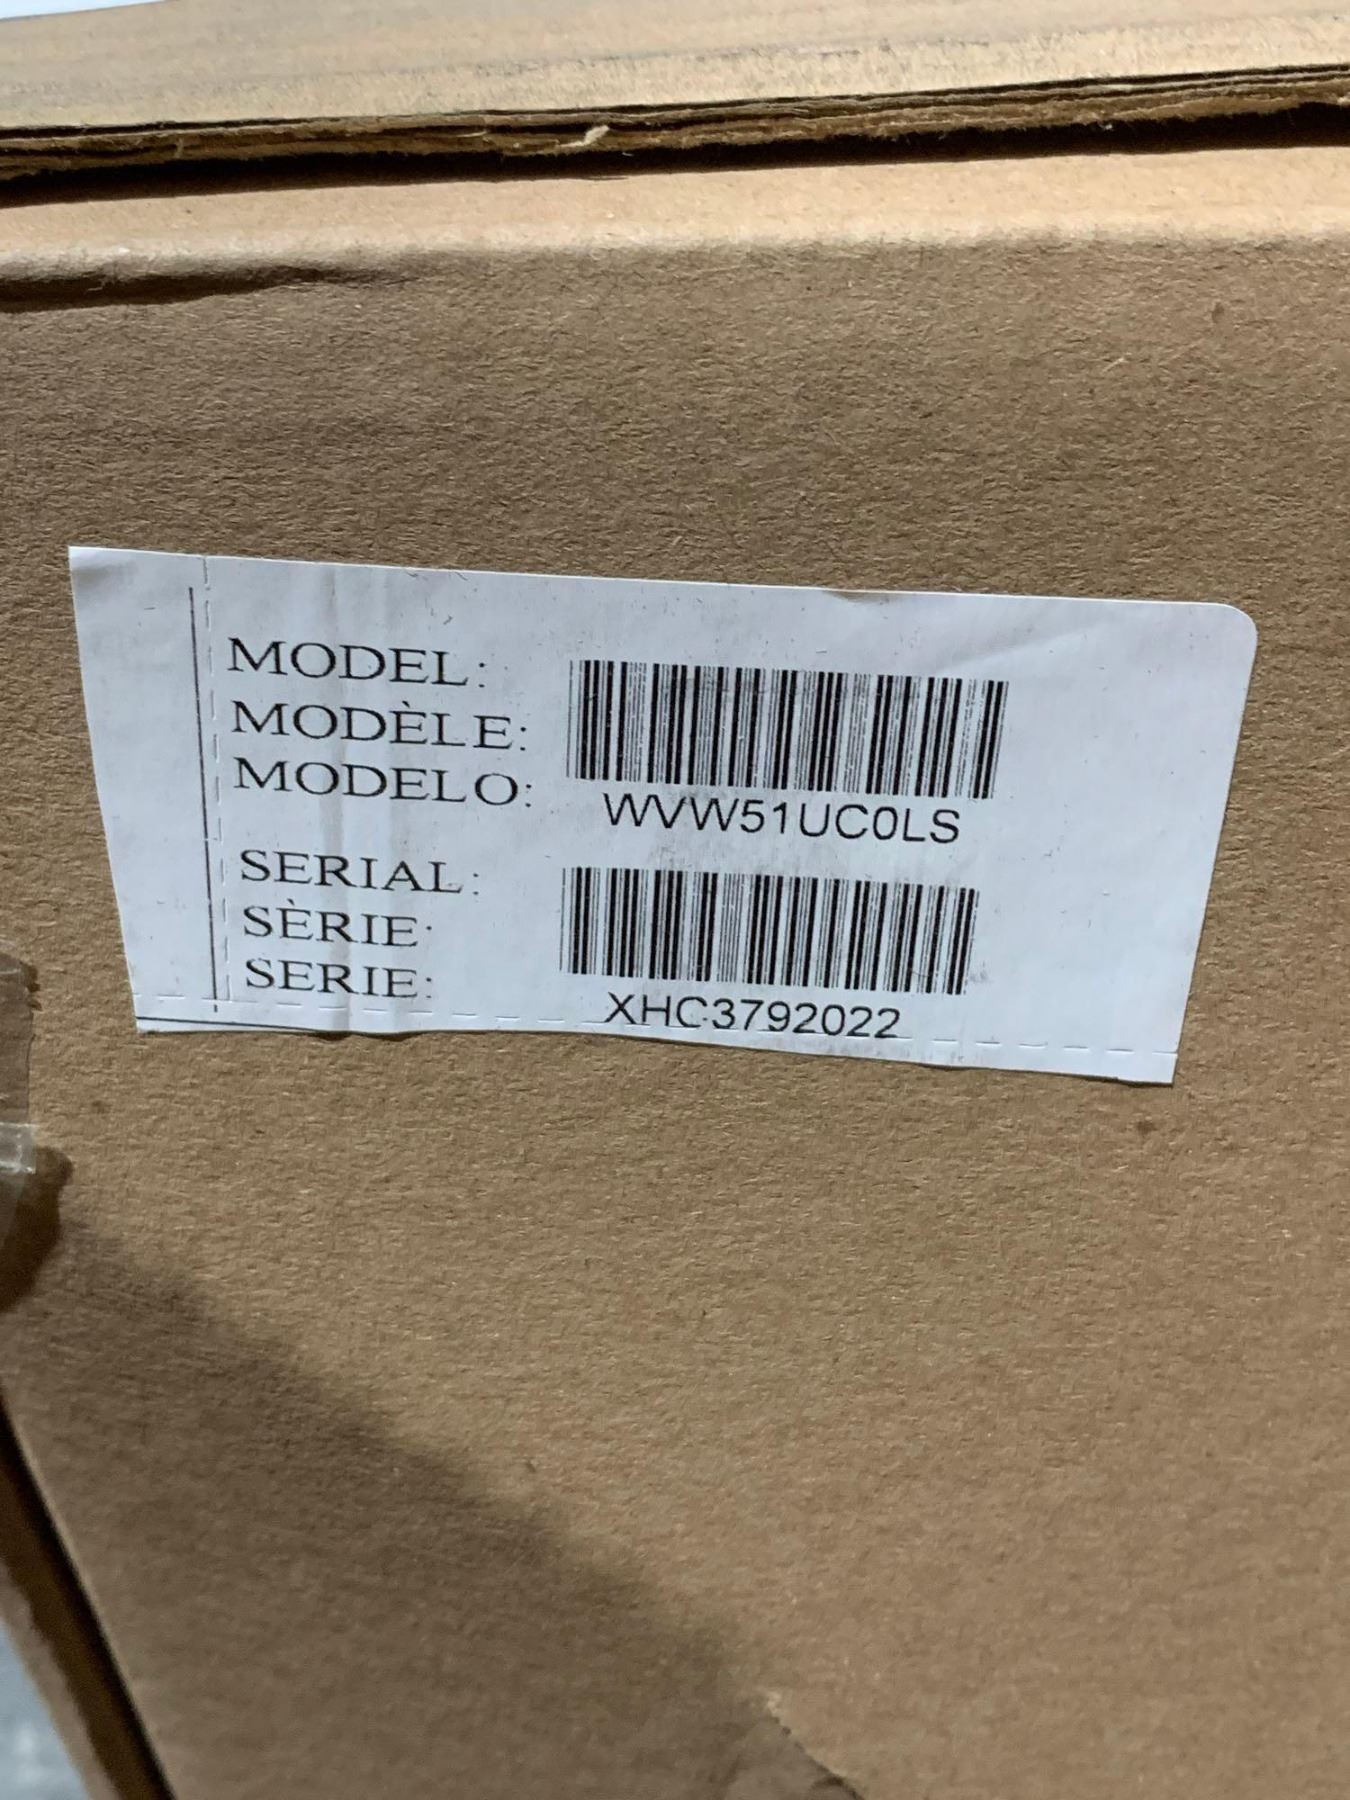 MODEL:
MODÈLE:
MODELO:
WVW51UC0LS
SERIAL:
SÈRIE:
SERIE:
XHC3792022